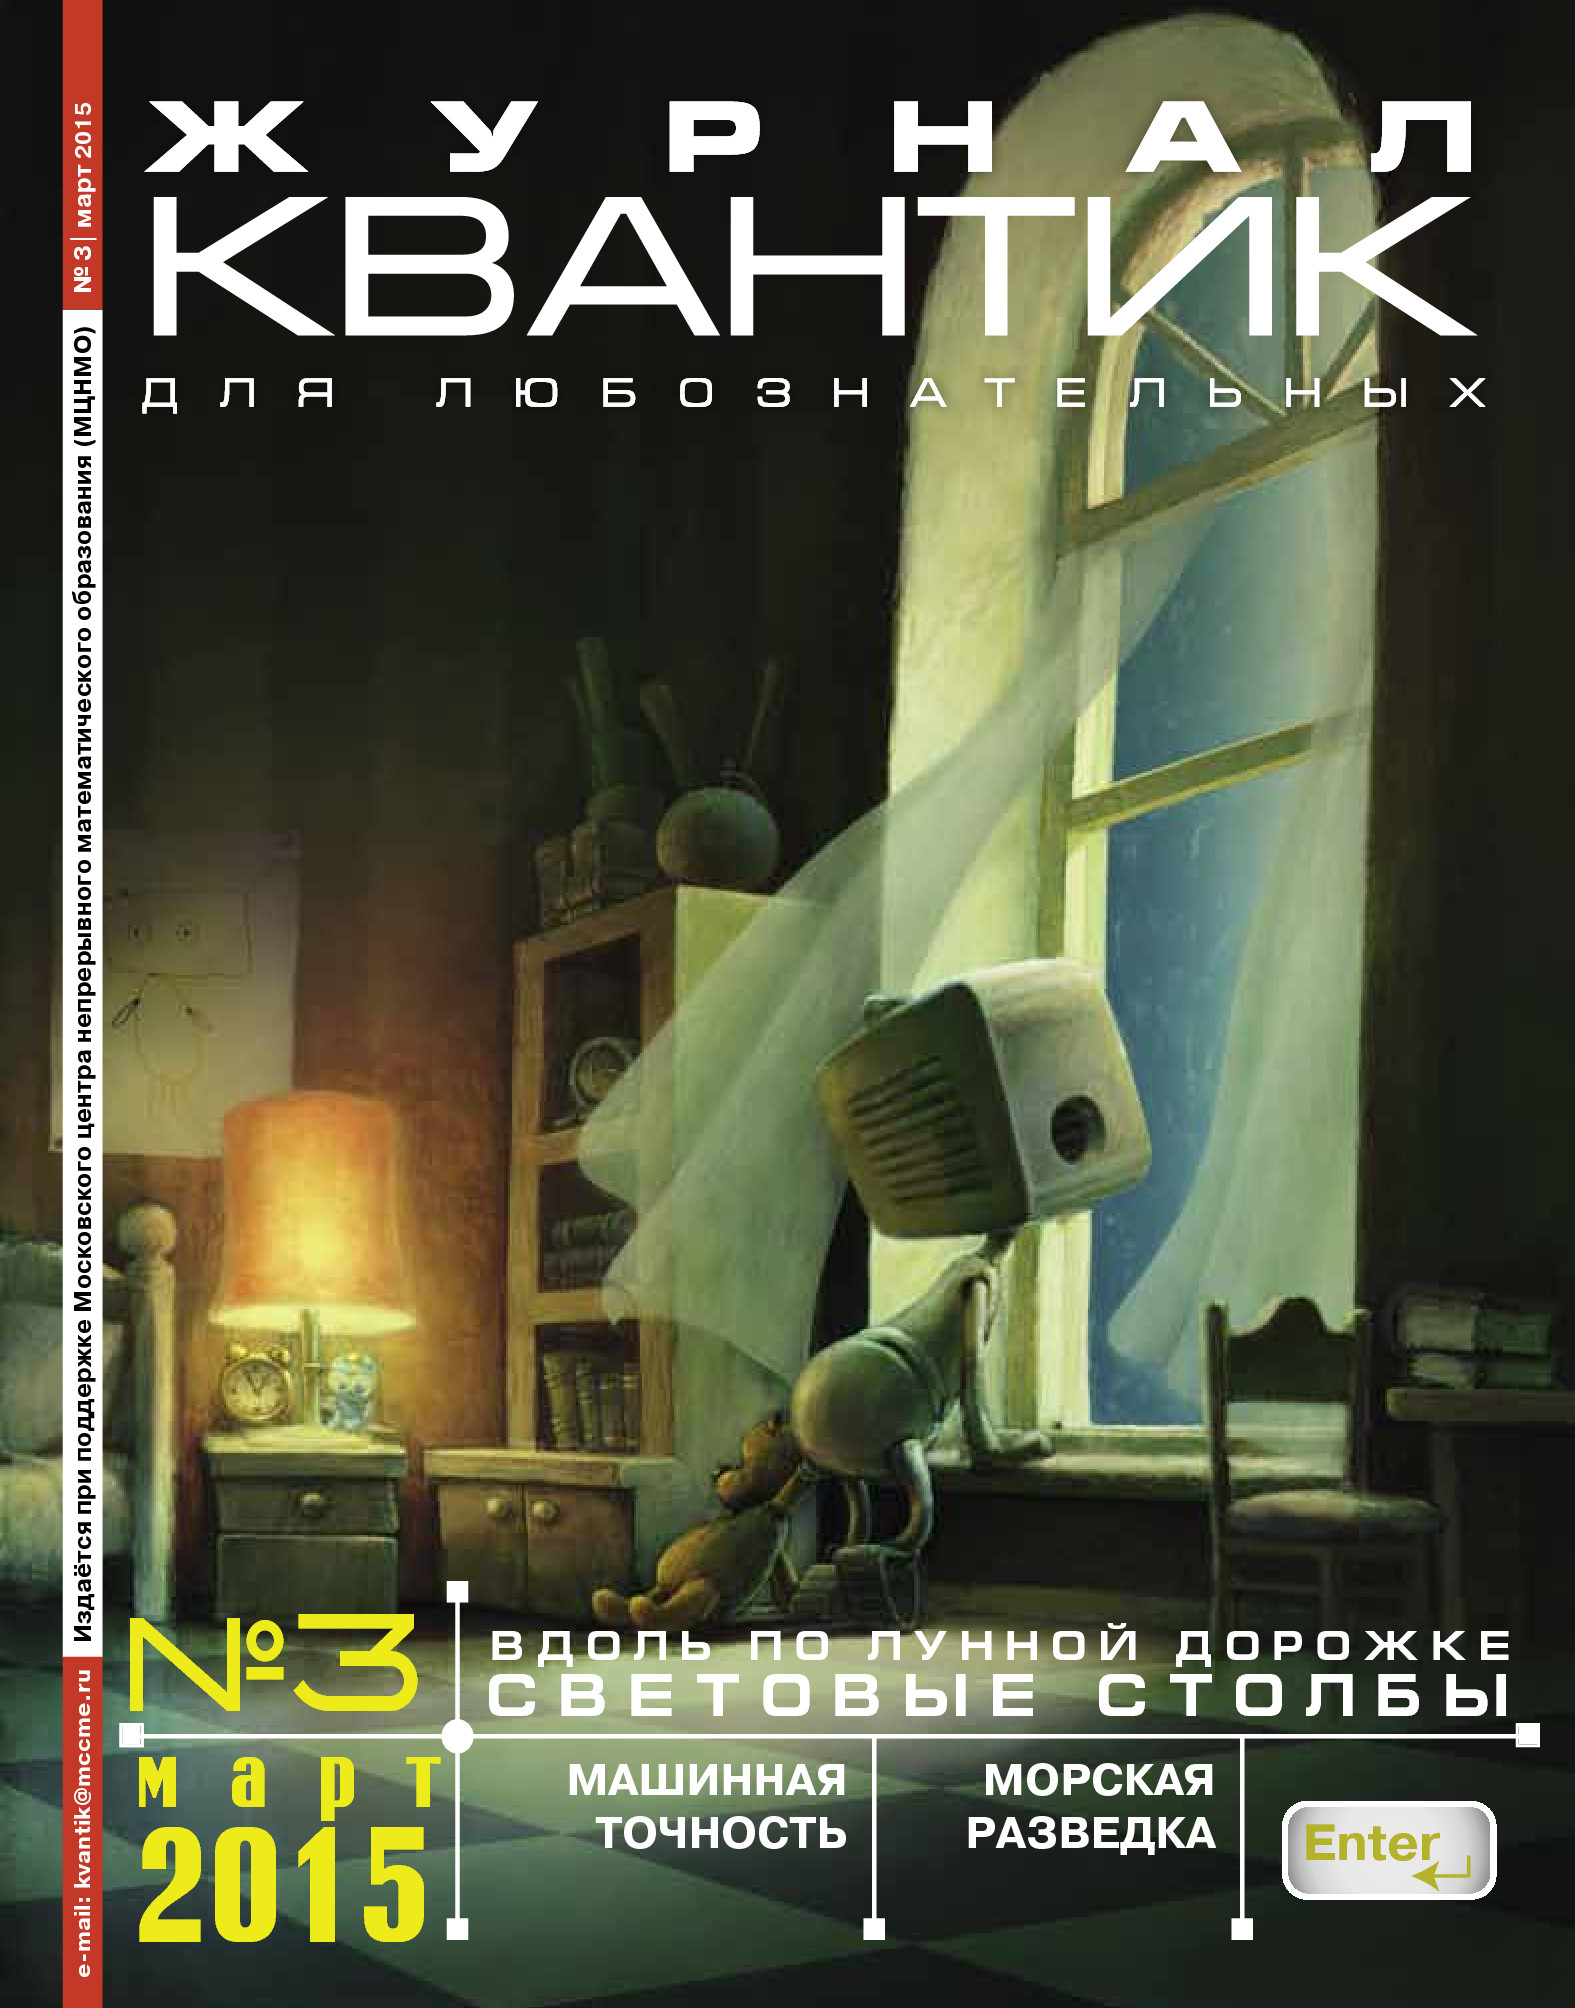 ЖУРНАЛ
КВАНТИК
ДЛЯ ЛЮБОЗНАТЕЛЬНЫХ
№ 3 | март 2015
Издаётся при поддержке Московского центра непрерывного математического образования (МЦНМО)
e-mail: kvantik@mccme.ru
№3
март
2015
ВДОЛЬ ПО ЛУННОЙ ДОРОЖКЕ
СВЕТОВЫЕ СТОЛБЫ
МАШИННАЯ
ТОЧНОСТЬ
МОРСКАЯ
РАЗВЕДКА
Enter